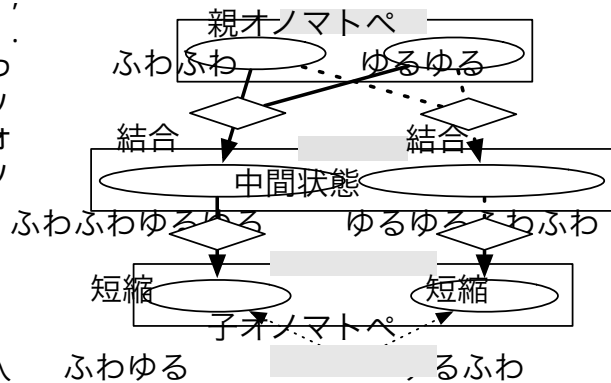 親オノマトペ
ふわふわ ゆるゆる
結合 結合
中間状態
ふわふわゆるゆる ゆるゆるふわふわ
短縮 短縮
子オノマトペ
ふわゆる るふわ